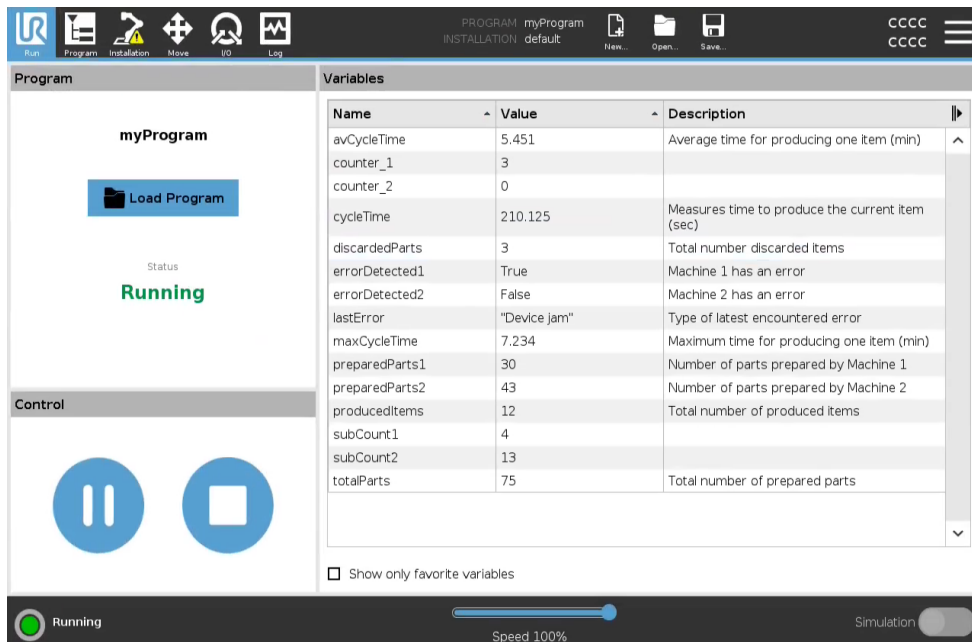 UR
Run
Program
Installation
Move
I/O
Log
PROGRAM myProgram
INSTALLATION default
New...
Open...
Save...
CCCC
CCCC
Program
myProgram
Load Program
Status
Running
Control
Variables
Name Value Description
avCycleTime 5.451 Average time for producing one item (min)
counter_1 3
counter_2 0
cycleTime 210.125 Measures time to produce the current item
(sec)
discardedParts 3 Total number discarded items
errorDetected1 True Machine 1 has an error
errorDetected2 False Machine 2 has an error
lastError "Device jam" Type of latest encountered error
maxCycleTime 7.234 Maximum time for producing one item (min)
preparedParts1 30 Number of parts prepared by Machine 1
preparedParts2 43 Number of parts prepared by Machine 2
producedItems 12 Total number of produced items
subCount1 4
subCount2 13
totalParts 75 Total number of prepared parts
Show only favorite variables
Running
Speed 100%
Simulation